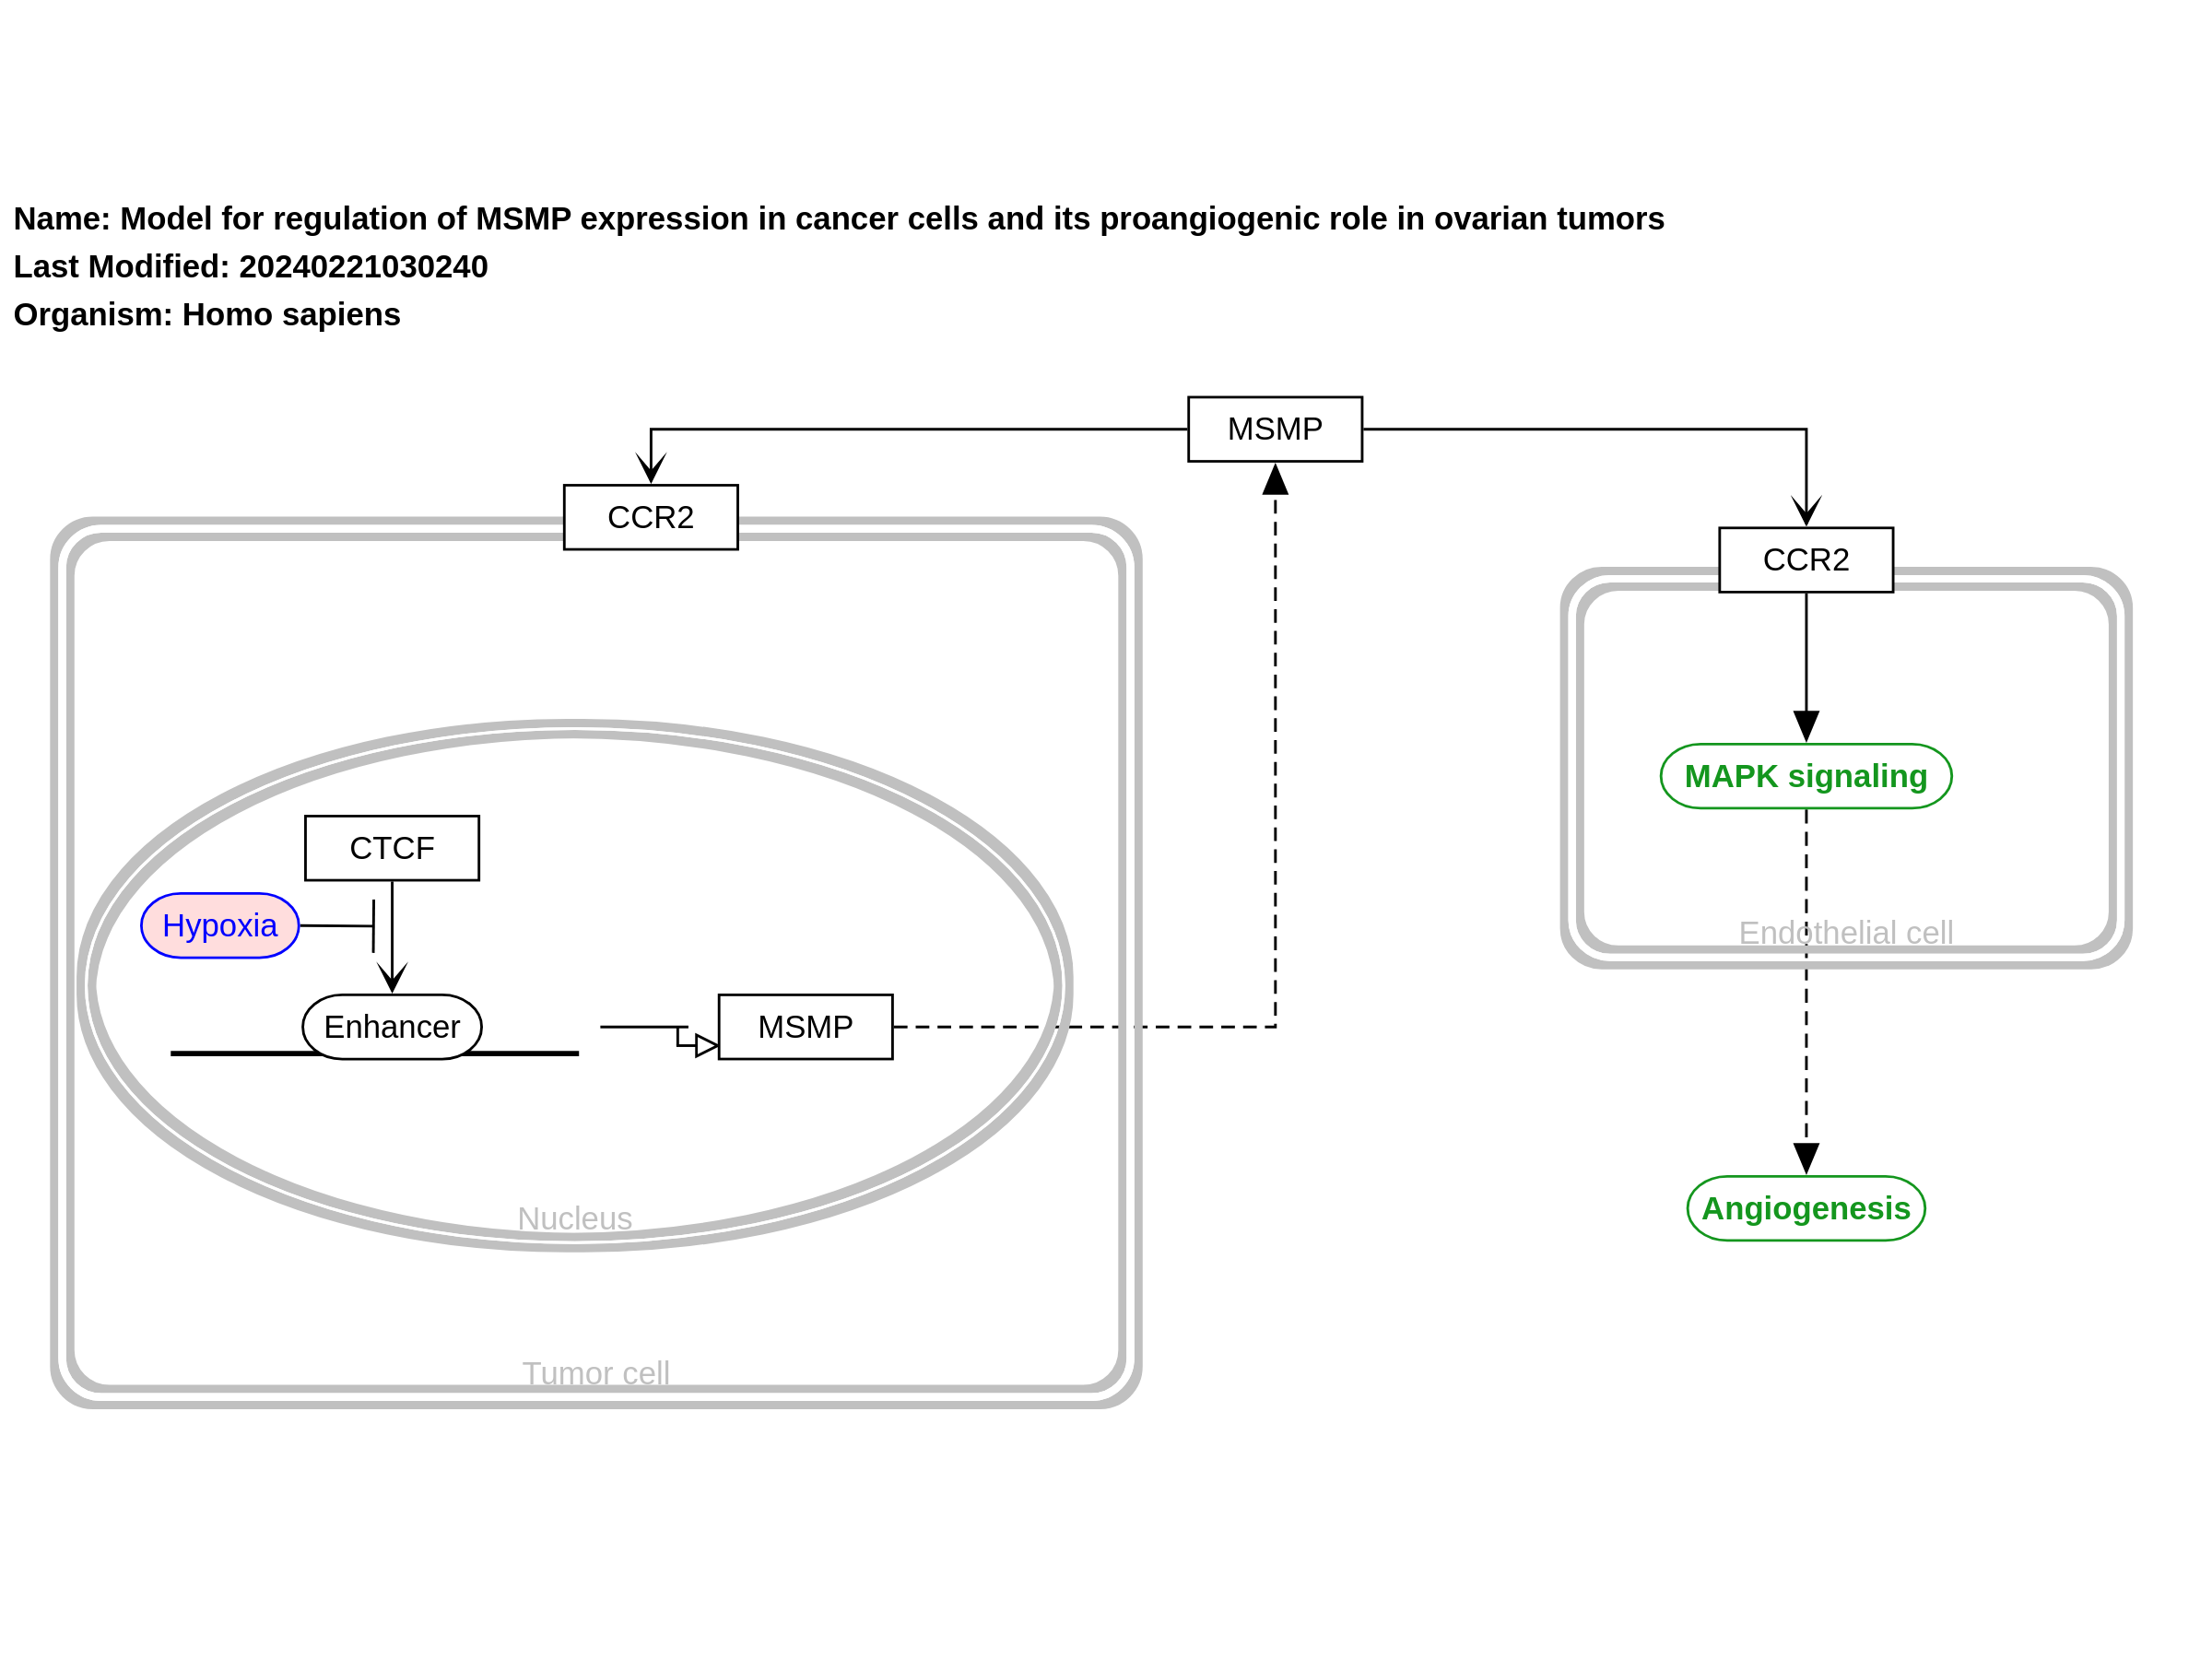 Name: Model for regulation of MSMP expression in cancer cells and its proangiogenic role in ovarian tumors
Last Modified: 20240221030240
Organism: Homo sapiens
MSMP
CCR2
CCR2
MAPK signaling
CTCF
Hypoxia
Endothelial cell
Enhancer
MSMP
Angiogenesis
Nucleus
Tumor cell